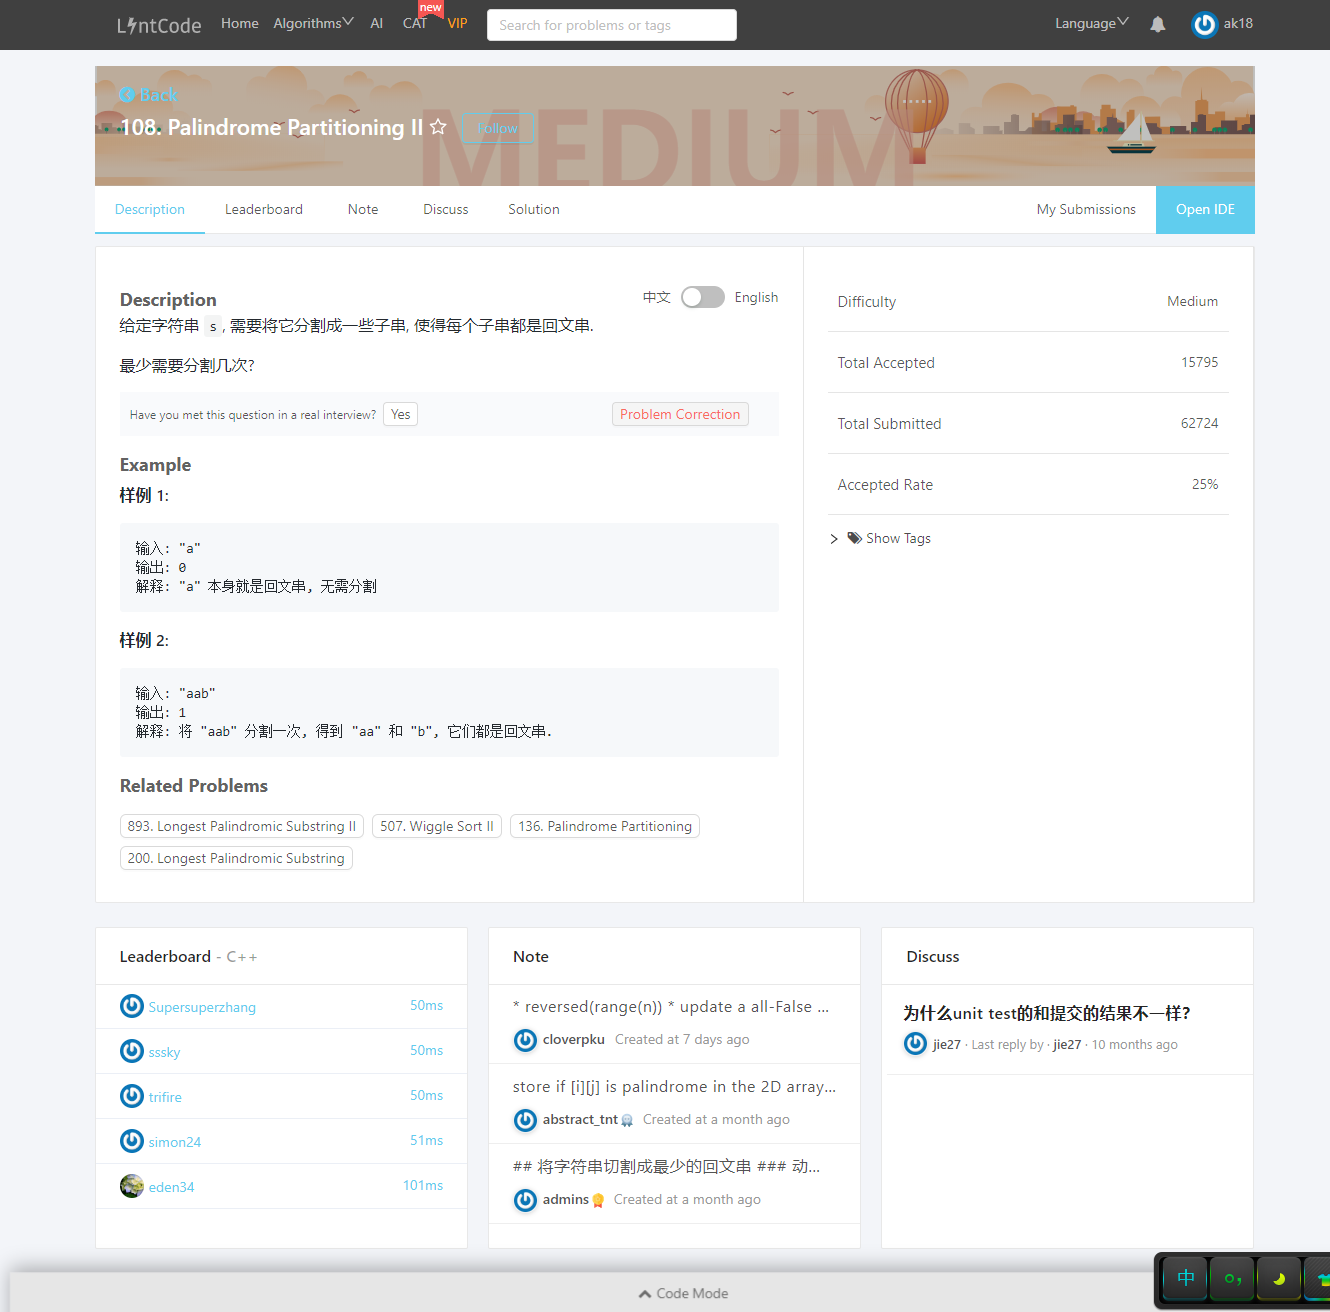 LintCode Home Algorithms AI CAT new VIP Search for problems or tags Language ak18
Back
108. Palindrome Partitioning II Follow
MEDIUM
Description Leaderboard Note Discuss Solution My Submissions Open IDE
Description 中文 English
给定字符串 s, 需要将它分割成一些子串, 使得每个子串都是回文串.
最少需要分割几次?
Have you met this question in a real interview? Yes Problem Correction
Example
样例 1:
输入: "a"
输出: 0
解释: "a" 本身就是回文串, 无需分割
样例 2:
输入: "aab"
输出: 1
解释: 将 "aab" 分割一次, 得到 "aa" 和 "b", 它们都是回文串.
Related Problems
893. Longest Palindromic Substring II 507. Wiggle Sort II 136. Palindrome Partitioning
200. Longest Palindromic Substring
Difficulty Medium
Total Accepted 15795
Total Submitted 62724
Accepted Rate 25%
Show Tags
Leaderboard - C++
Supersuperzhang 50ms
sssky 50ms
trifire 50ms
simon24 51ms
eden34 101ms
Note
* reversed(range(n)) * update a all-False ...
cloverpku Created at 7 days ago
store if [i][j] is palindrome in the 2D array...
abstract_tnt Created at a month ago
## 将字符串切割成最少的回文串 ### 动...
admins Created at a month ago
Discuss
为什么unit test的和提交的结果不一样?
jie27 · Last reply by · jie27 · 10 months ago
Code Mode
中